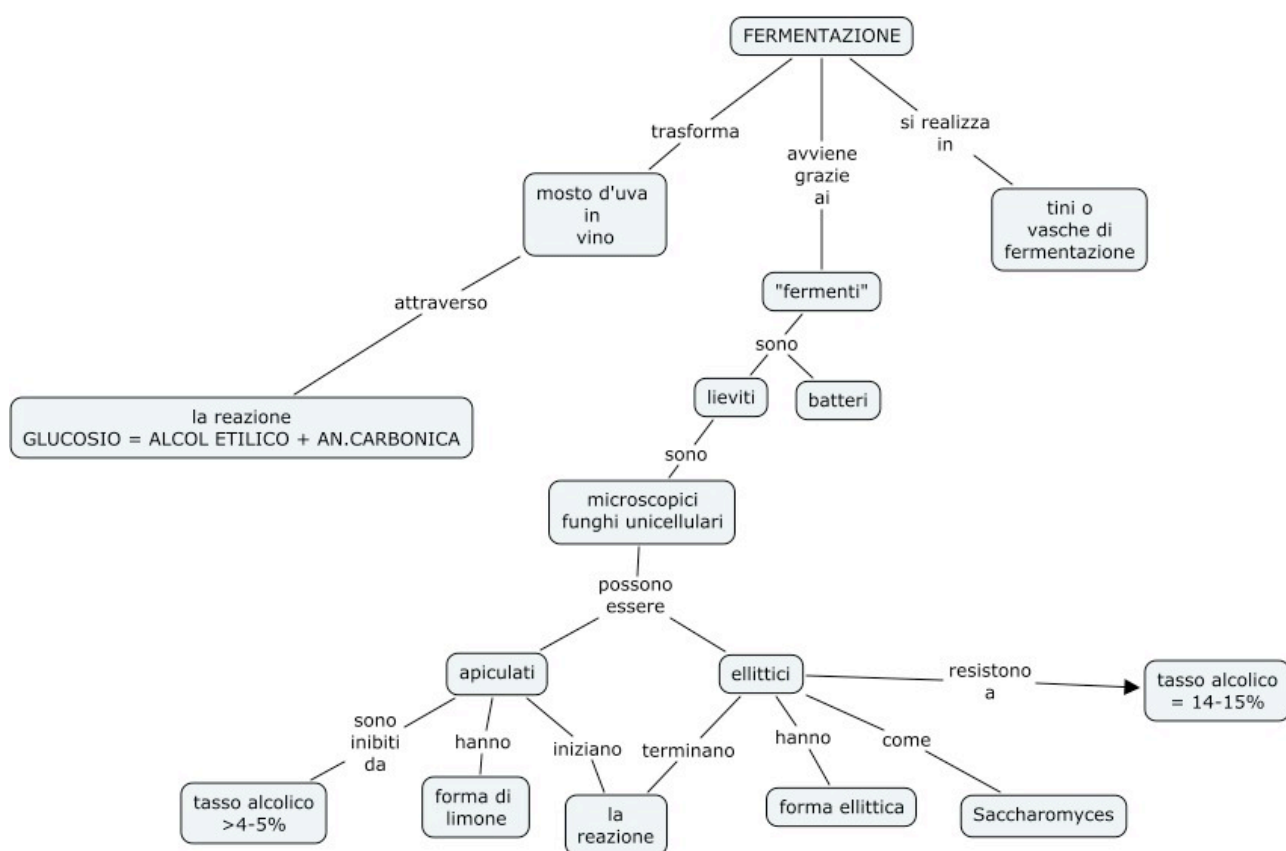 FERMENTAZIONE
trasforma
avviene
grazie
ai
si realizza
in
mosto d'uva
in
vino
tini o
vasche di
fermentazione
attraverso
"fermenti"
sono
lieviti
batteri
la reazione
GLUCOSIO = ALCOL ETILICO + AN.CARBONICA
sono
microscopici
funghi unicellulari
possono
essere
apiculati
ellittici
resistono
a
tasso alcolico
= 14-15%
sono
inibiti
da
hanno
iniziano
terminano
hanno
come
tasso alcolico
>4-5%
forma di
limone
la
reazione
forma ellittica
Saccharomyces